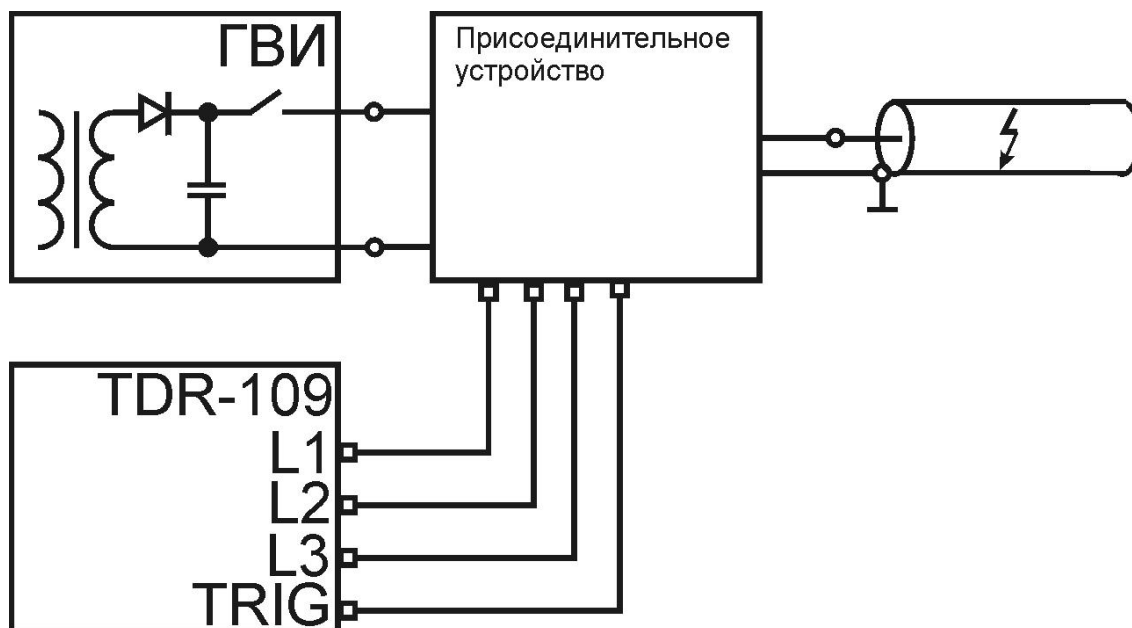 ГВИ
Присоединительное
устройство
TDR-109
L1
L2
L3
TRIG